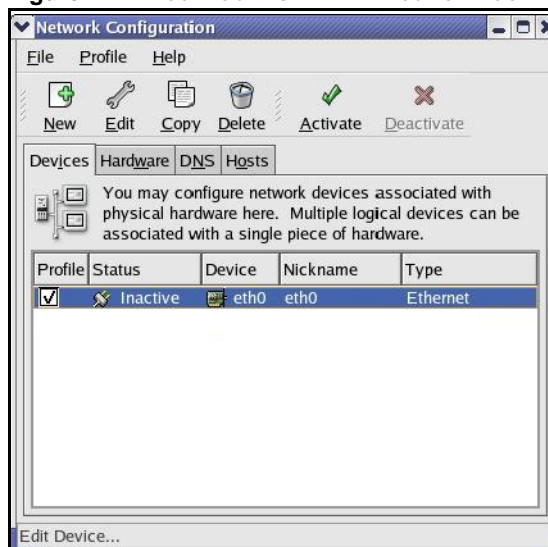 Network Configuration
File Profile Help
New Edit Copy Delete Activate Deactivate
Devices Hardware DNS Hosts
You may configure network devices associated with
physical hardware here. Multiple logical devices can be
associated with a single piece of hardware.
Profile Status Device Nickname Type
Inactive eth0 eth0 Ethernet
Edit Device...